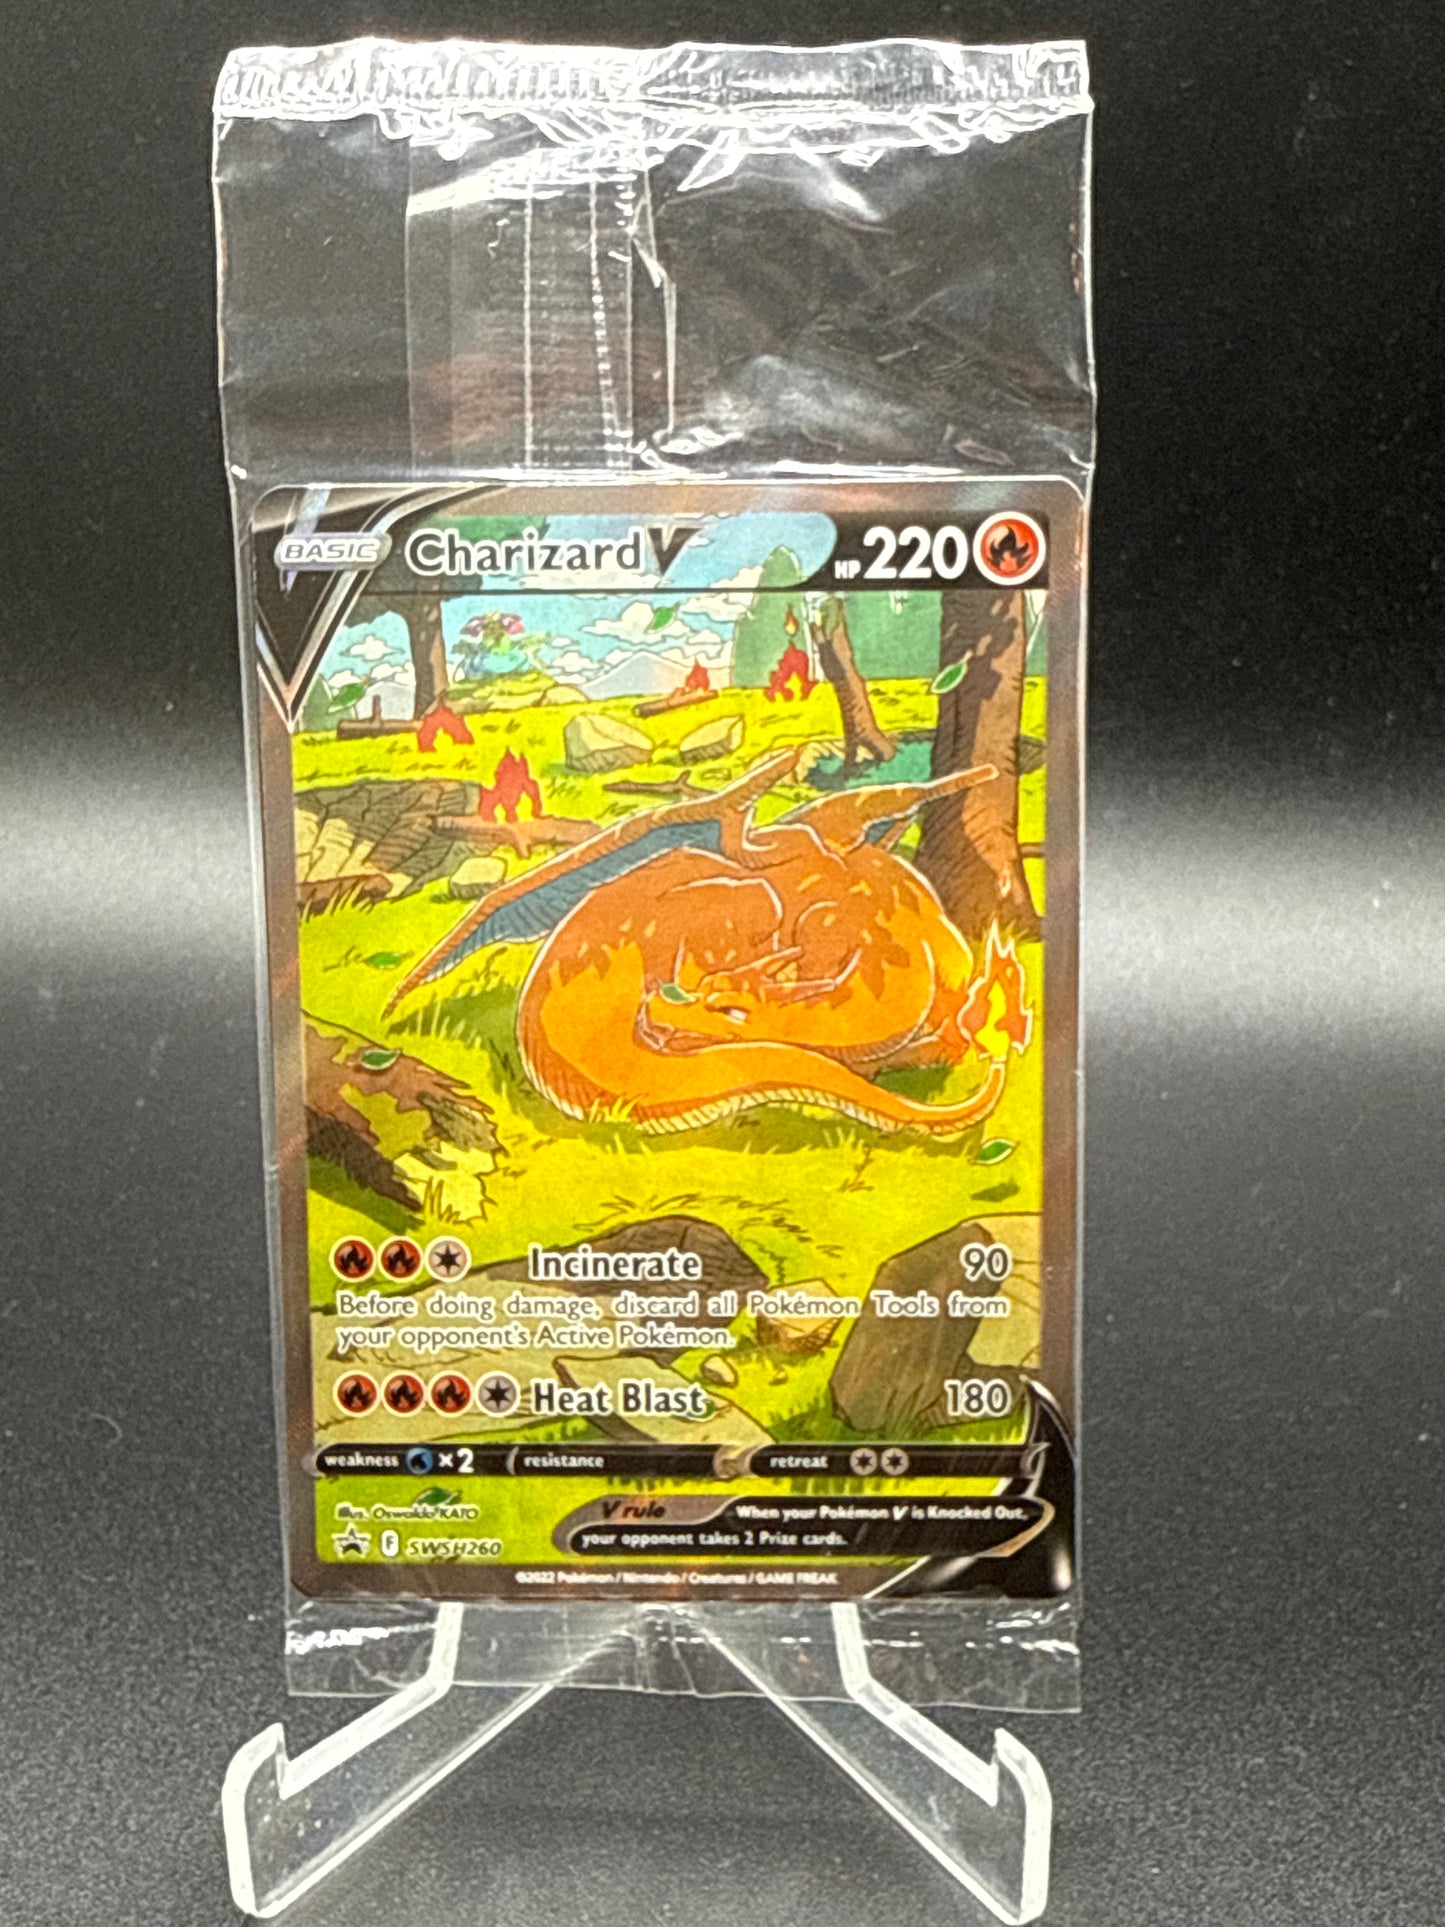 BASIC Charizard V HP 220
Incinerate 90
Before doing damage, discard all Pokémon Tools from
your opponent's Active Pokémon.
Heat Blast 180
weakness ×2 resistance retreat
Illus. Oswaldo KATO
V rule When your Pokémon V is Knocked Out,
your opponent takes 2 Prize cards.
F SWSH260
©2022 Pokémon / Nintendo / Creatures / GAME FREAK